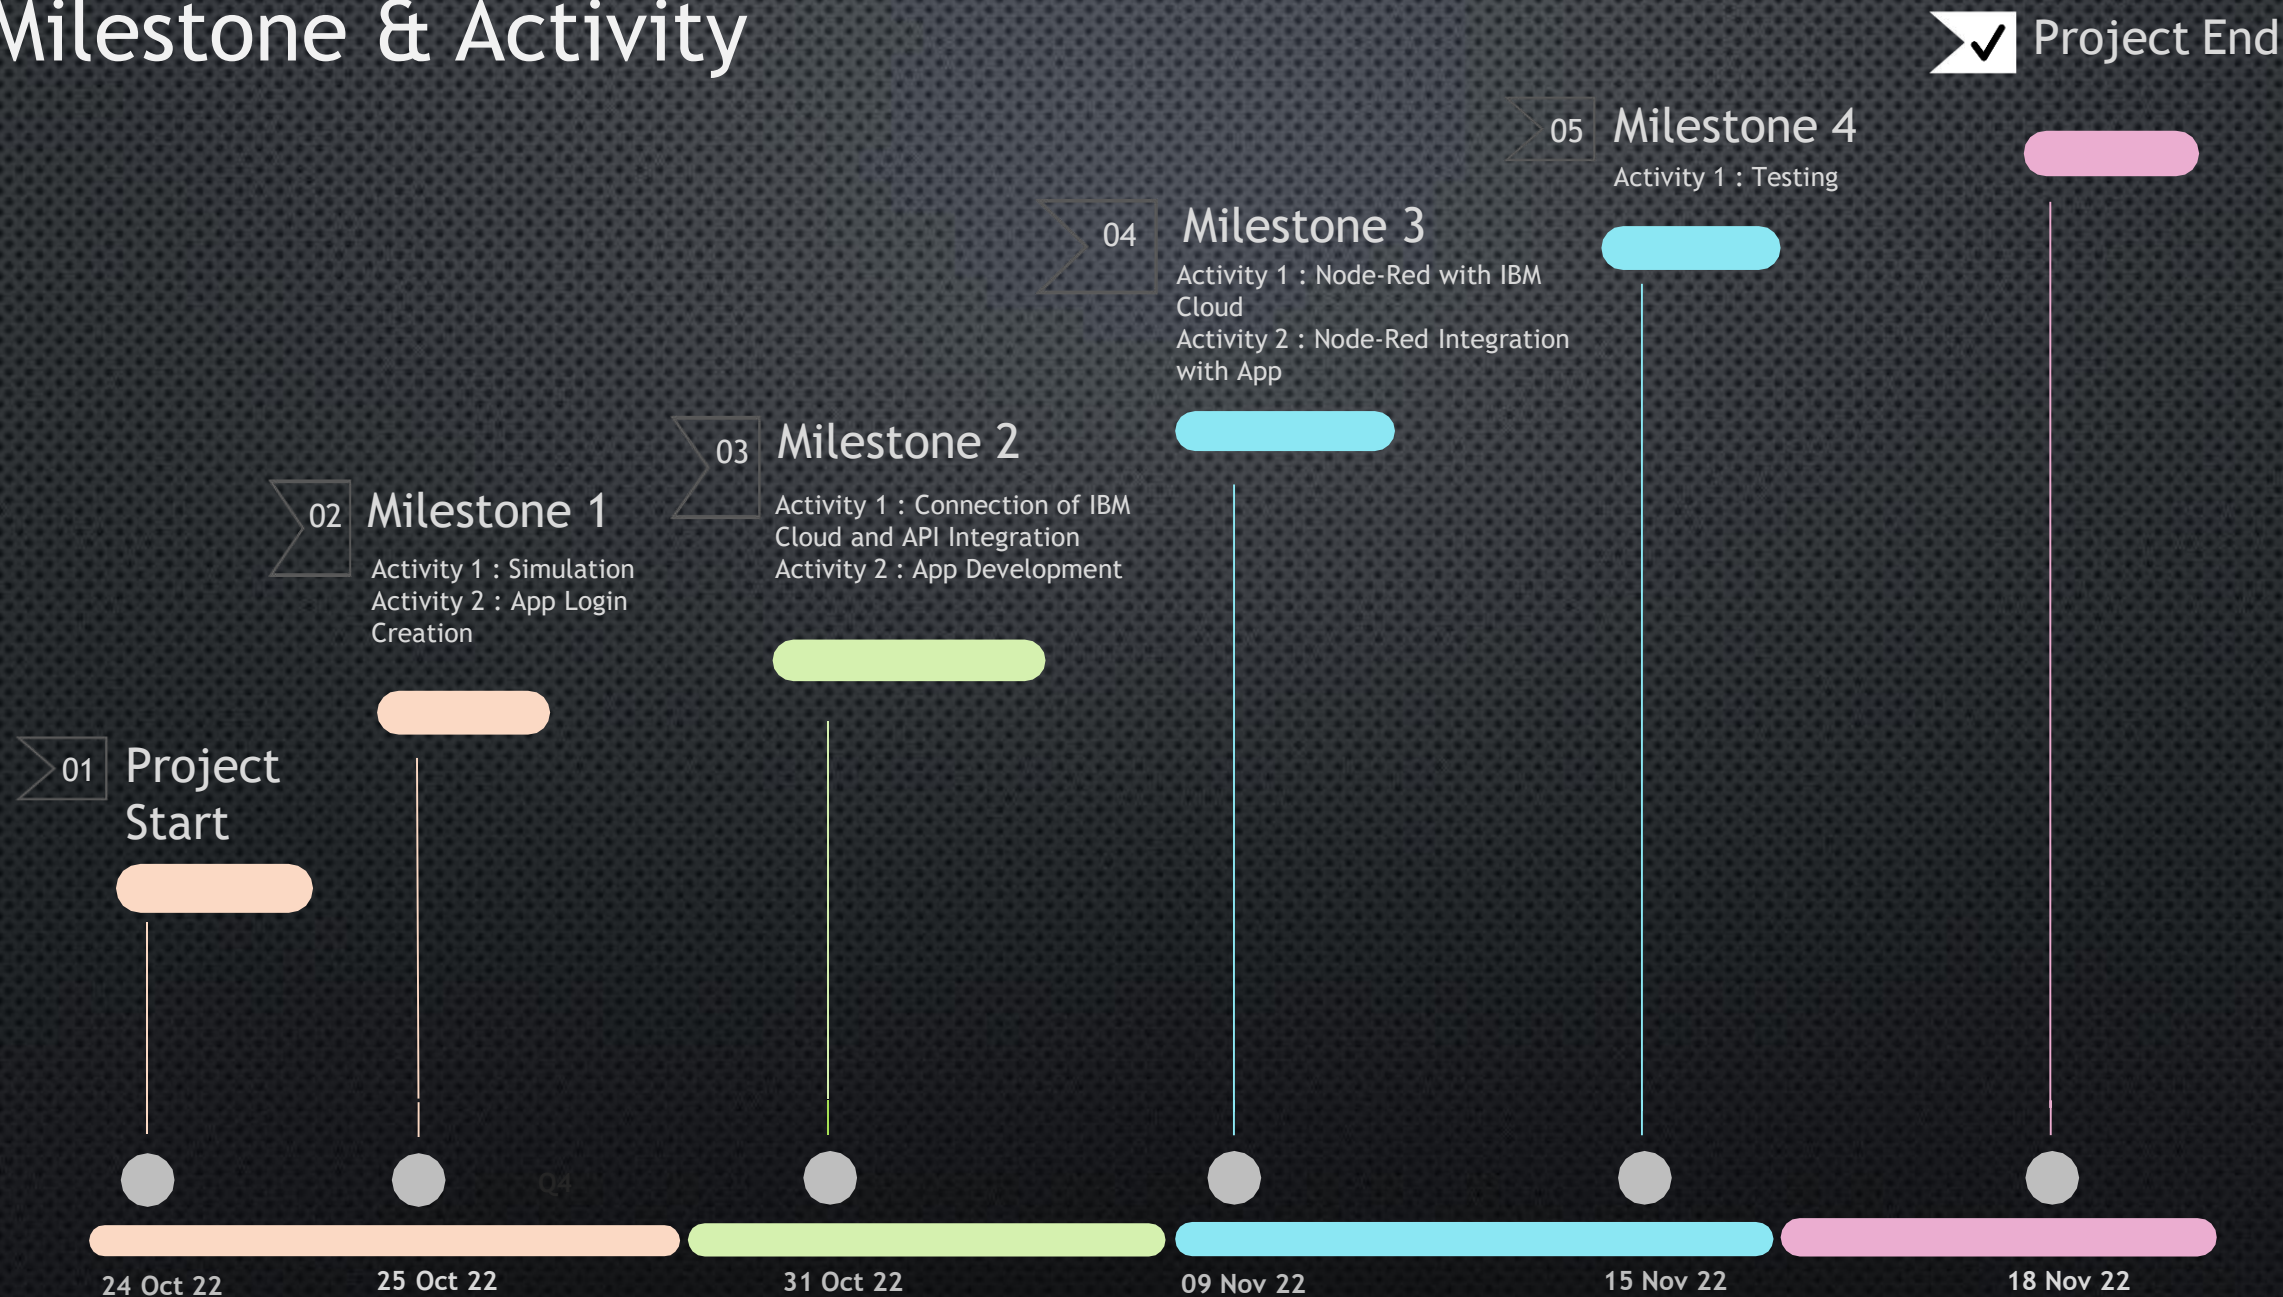 Milestone & Activity
Project End
05
Milestone 4
Activity 1 : Testing
04
Milestone 3
Activity 1 : Node-Red with IBM
Cloud
Activity 2 : Node-Red Integration
with App
03
Milestone 2
Activity 1 : Connection of IBM
Cloud and API Integration
Activity 2 : App Development
02
Milestone 1
Activity 1 : Simulation
Activity 2 : App Login
Creation
01
Project
Start
Q4
24 Oct 22
25 Oct 22
31 Oct 22
09 Nov 22
15 Nov 22
18 Nov 22